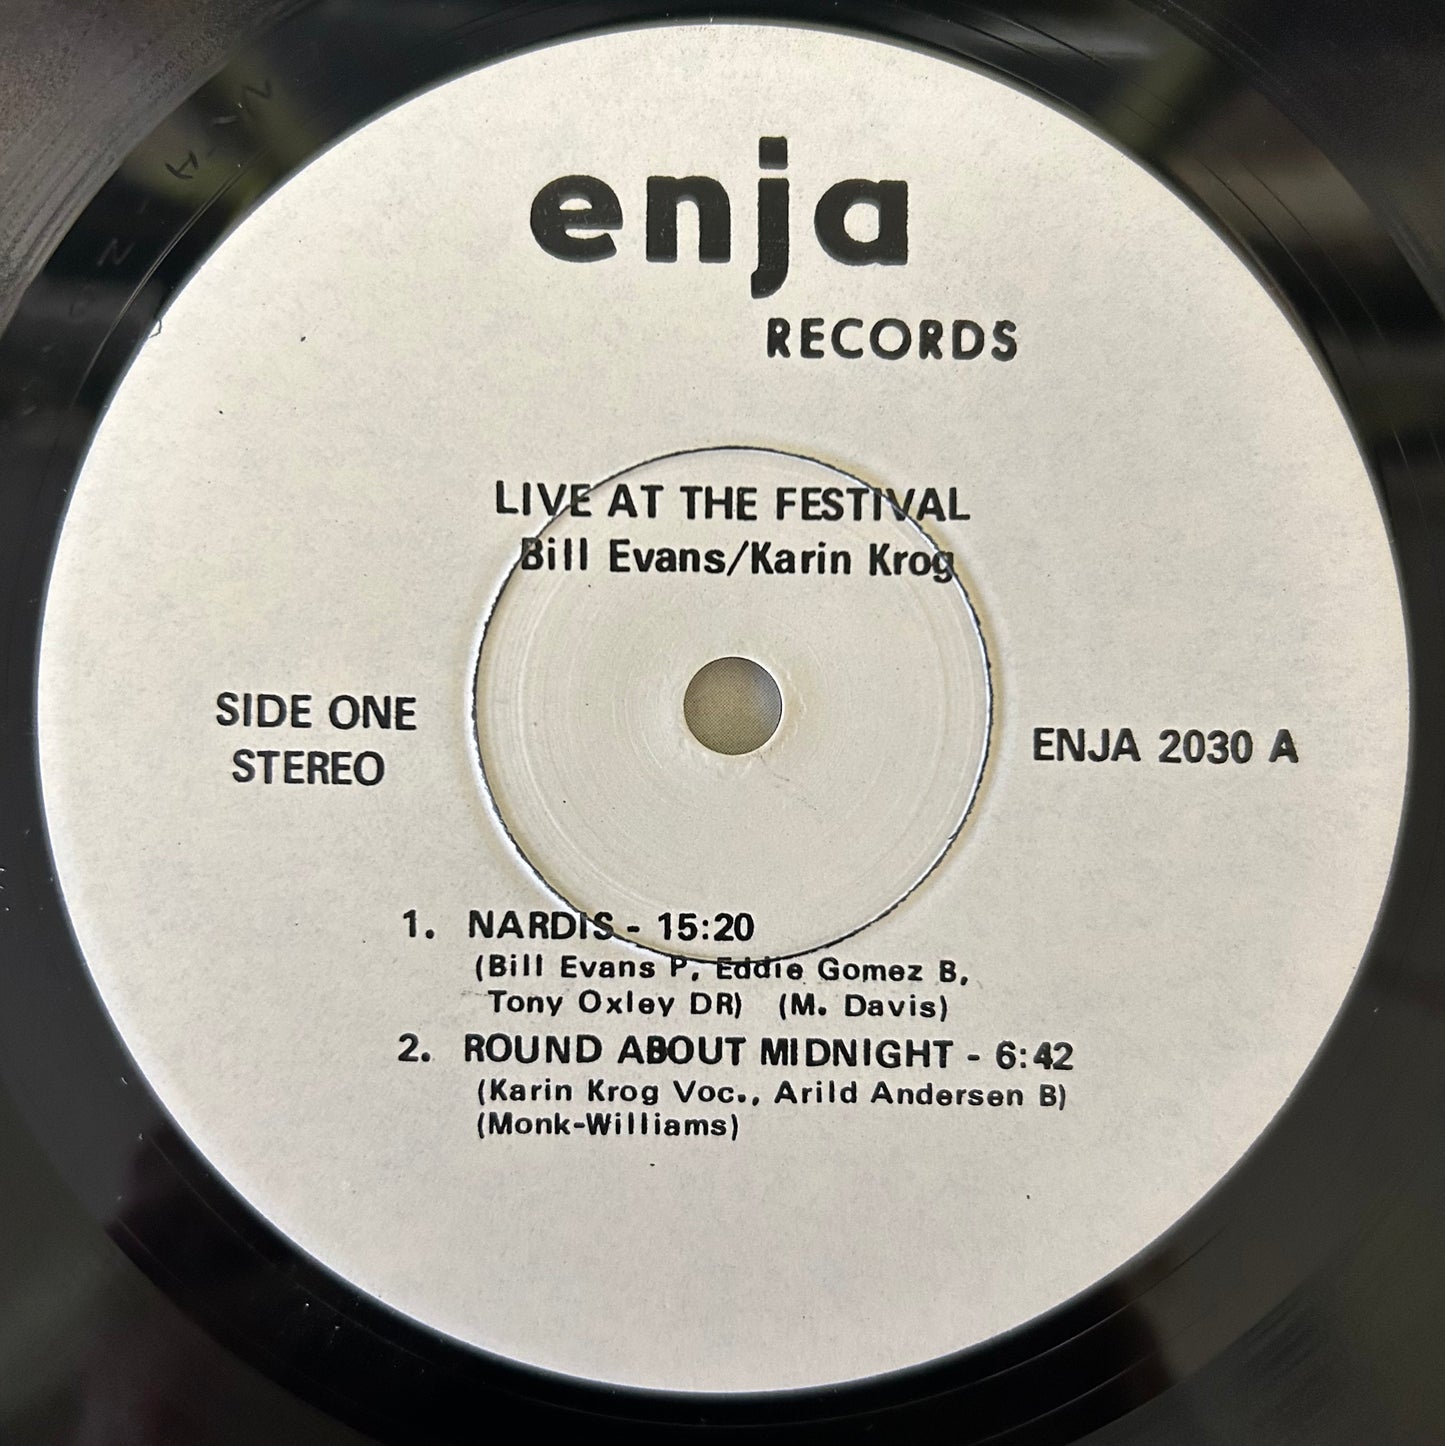 enja
RECORDS
LIVE AT THE FESTIVAL
Bill Evans/Karin Krog
SIDE ONE
STEREO
ENJA 2030 A
1. NARDIS - 15:20
(Bill Evans P, Eddie Gomez B,
Tony Oxley DR) (M. Davis)
2. ROUND ABOUT MIDNIGHT - 6:42
(Karin Krog Voc., Arild Andersen B)
(Monk-Williams)